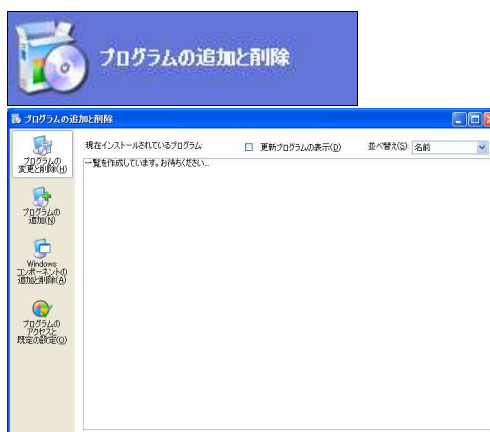 プログラムの追加と削除
プログラムの追加と削除
現在インストールされているプログラム:
更新プログラムの表示(D)
並べ替え(S):
名前
一覧を作成しています。お待ちください...
プログラムの
変更と削除(H)
プログラムの
追加(N)
Windows
コンポーネントの
追加と削除(A)
プログラムの
アクセスと
既定の設定(O)